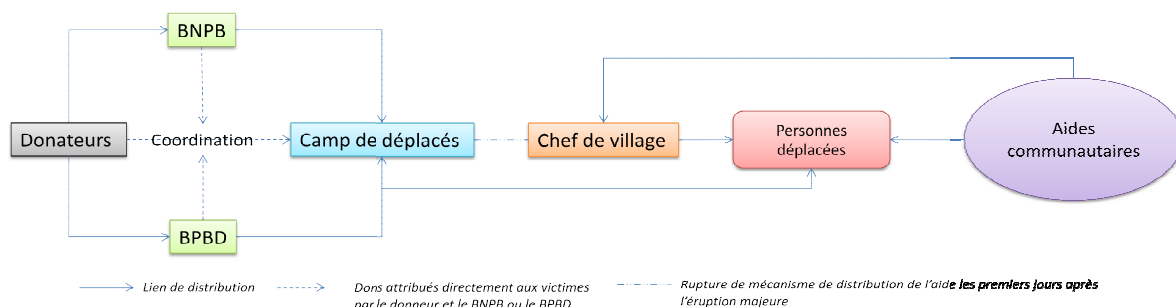 BNPB
Donateurs
Coordination
Camp de déplacés
Chef de village
Personnes
déplacées
Aides
communautaires
BPBD
Lien de distribution
Dons attribués directement aux victimes
par le donneur et le BNPB ou le BPBD
Rupture de mécanisme de distribution de l'aide les premiers jours après
l'éruption majeure